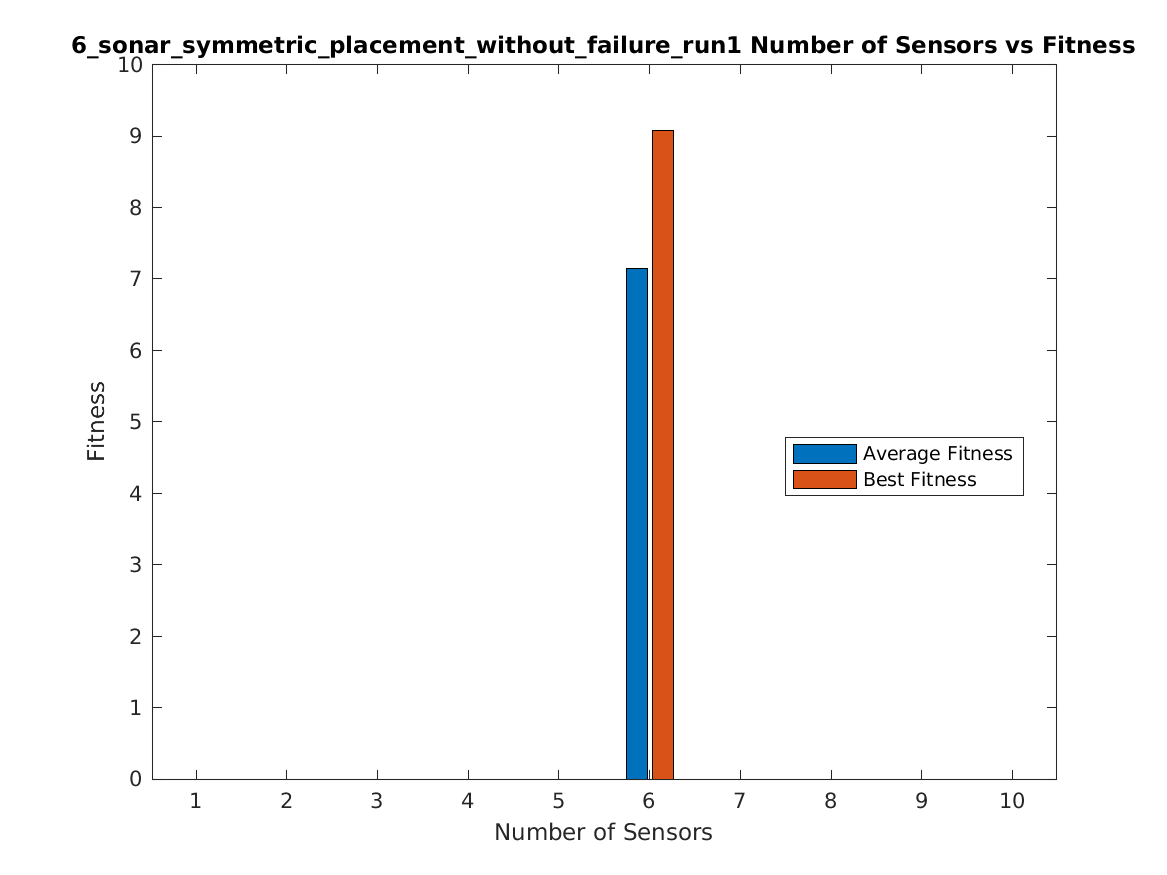 6_sonar_symmetric_placement_without_failure_run1 Number of Sensors vs Fitness
10
9
8
7
6
5
4
3
2
1
0
Fitness
Average Fitness
Best Fitness
1 2 3 4 5 6 7 8 9 10
Number of Sensors